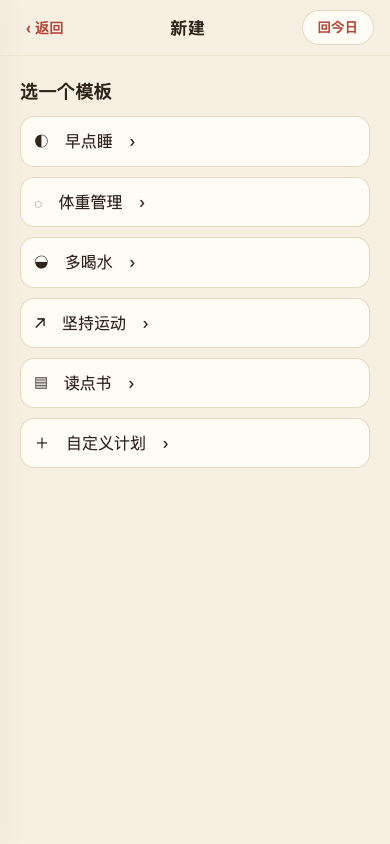 ‹ 返回
新建
回今日
选一个模板
◐ 早点睡 ›
○ 体重管理 ›
◒ 多喝水 ›
↗ 坚持运动 ›
▤ 读点书 ›
+ 自定义计划 ›